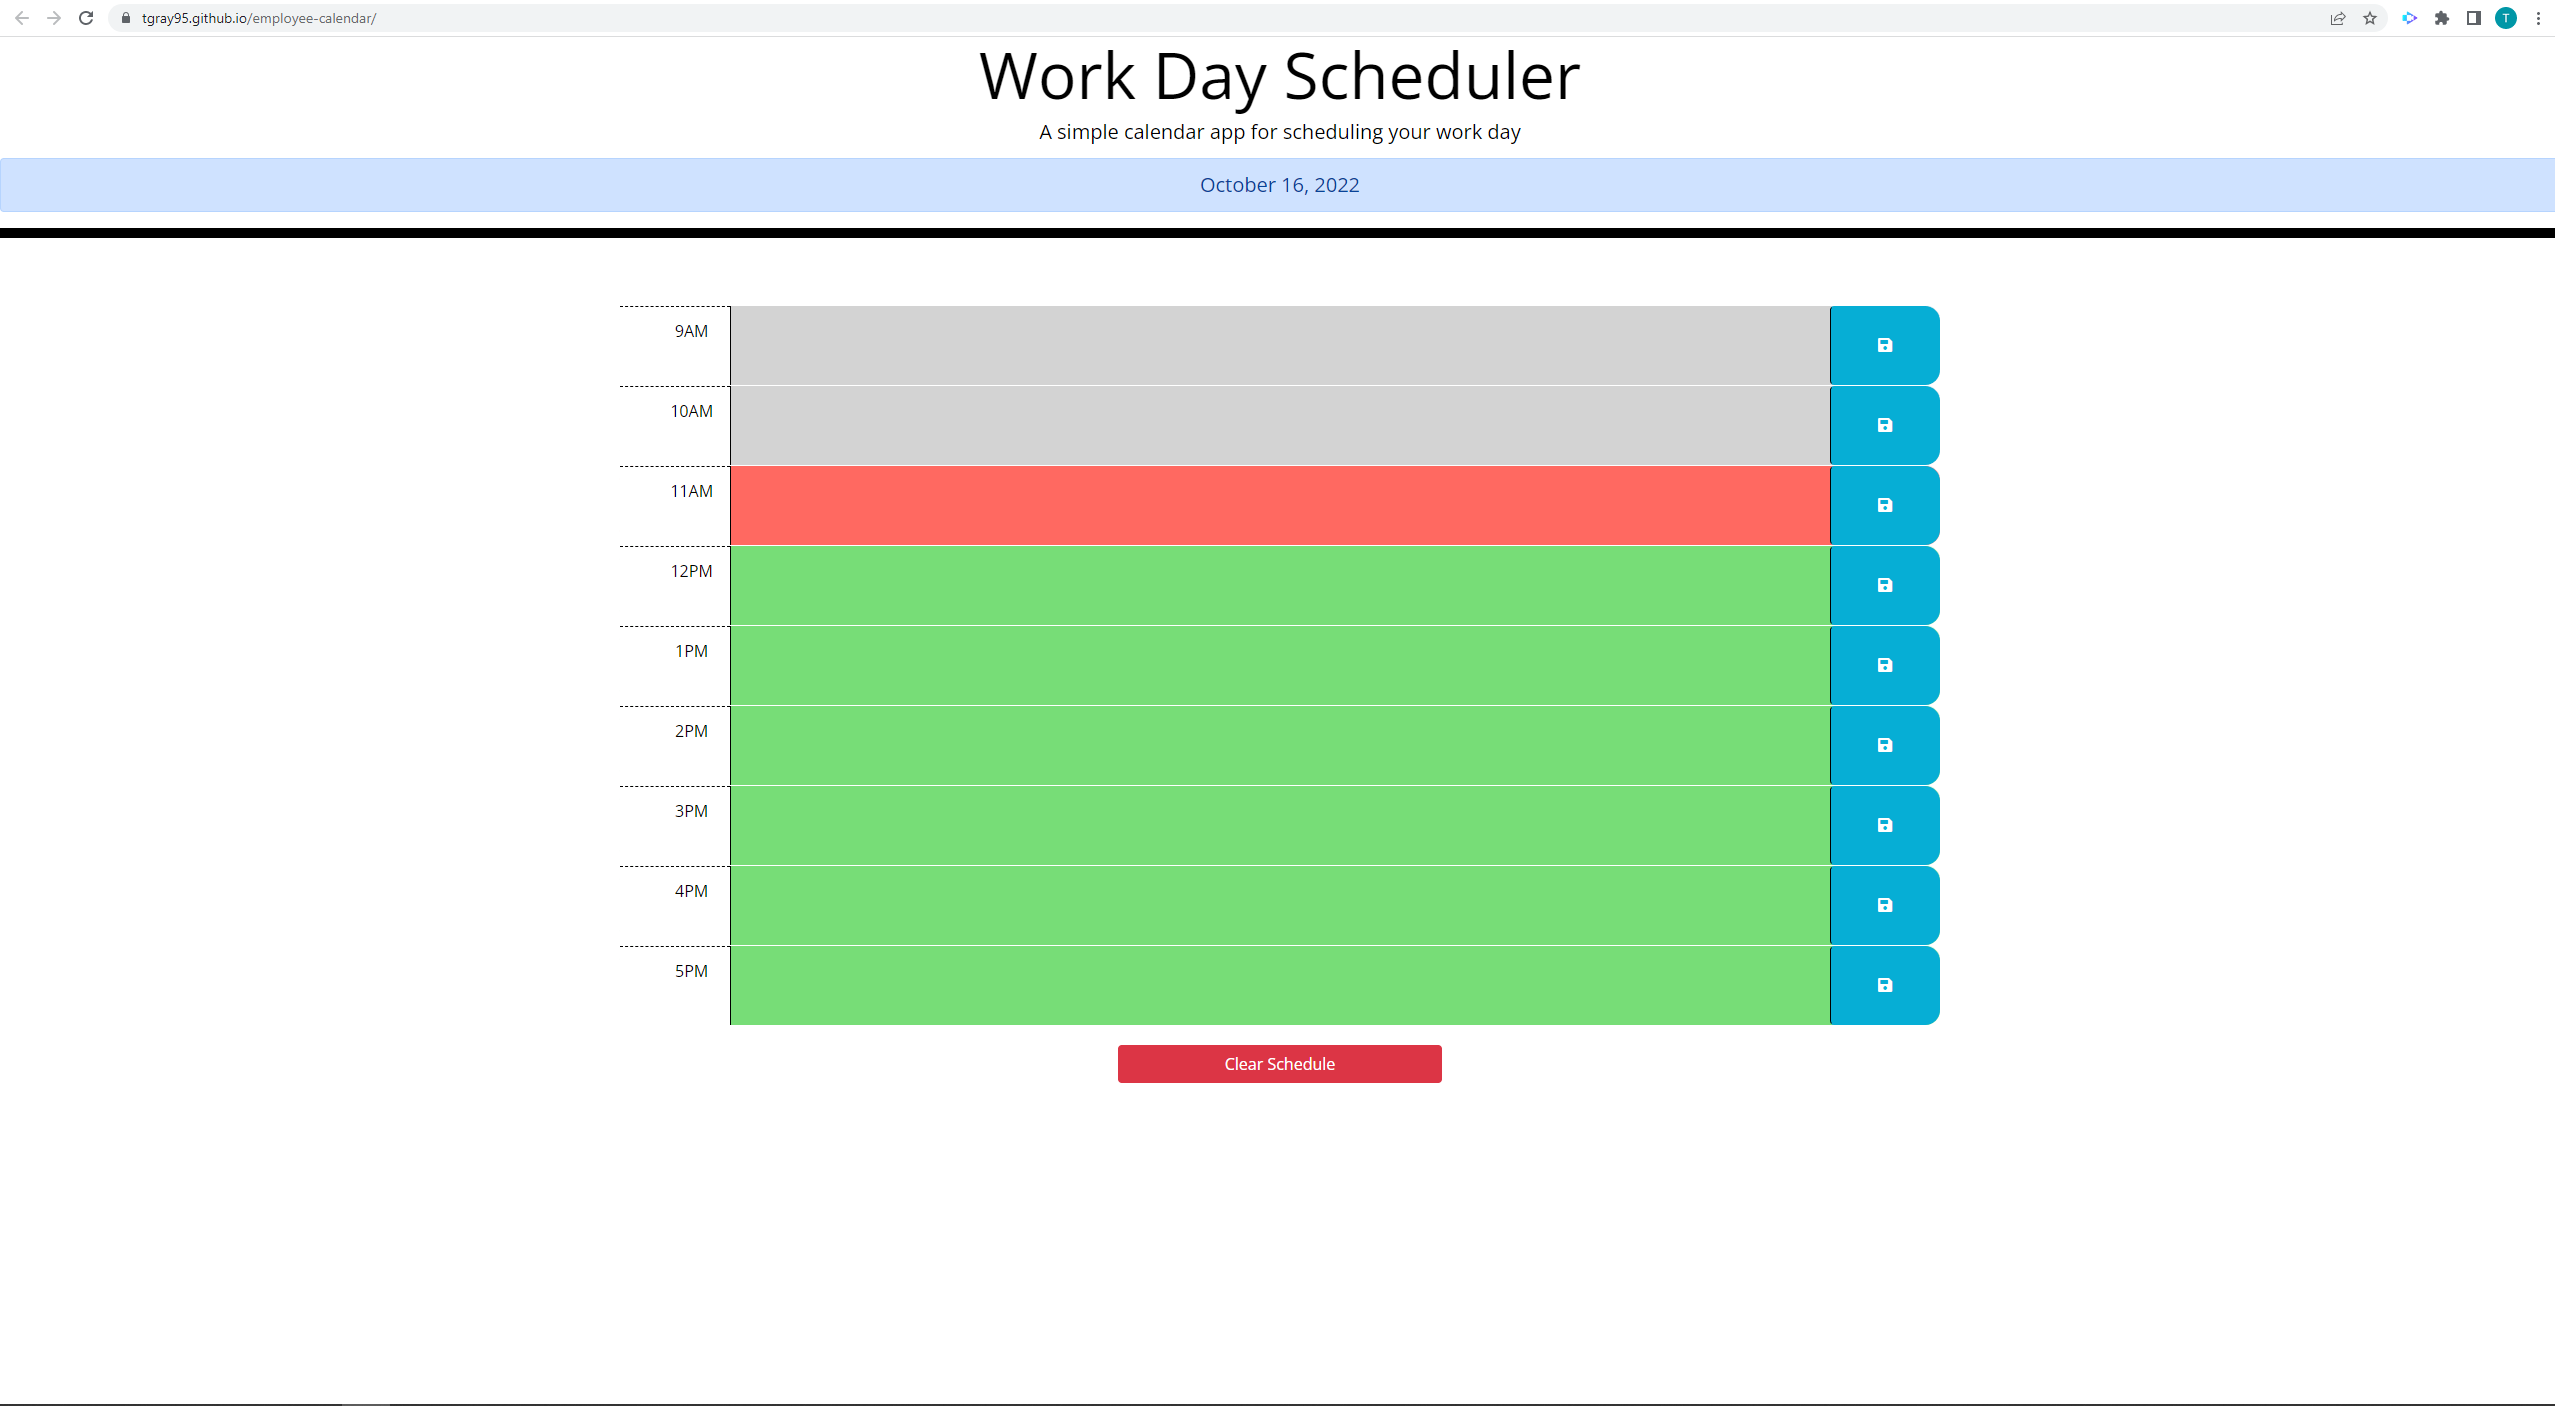 tgray95.github.io/employee-calendar/
T
Work Day Scheduler
A simple calendar app for scheduling your work day
October 16, 2022
9AM
10AM
11AM
12PM
1PM
2PM
3PM
4PM
5PM
Clear Schedule